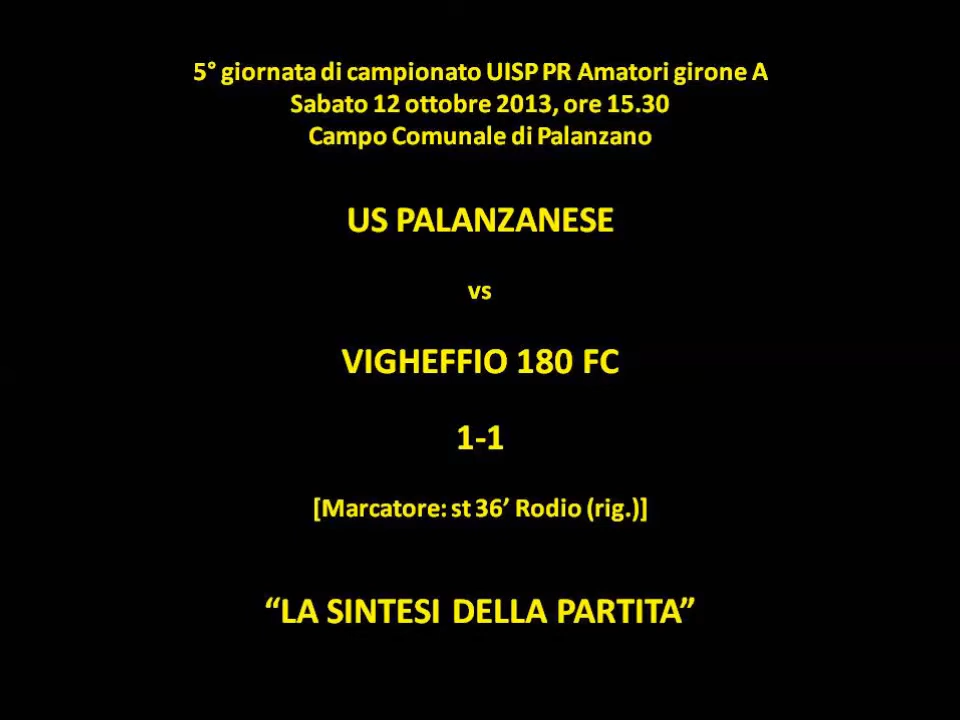 5° giornata di campionato UISP PR Amatori girone A
Sabato 12 ottobre 2013, ore 15.30
Campo Comunale di Palanzano
US PALANZANESE
vs
VIGHEFFIO 180 FC
1-1
[Marcatore: st 36’ Rodio (rig.)]
“LA SINTESI DELLA PARTITA”